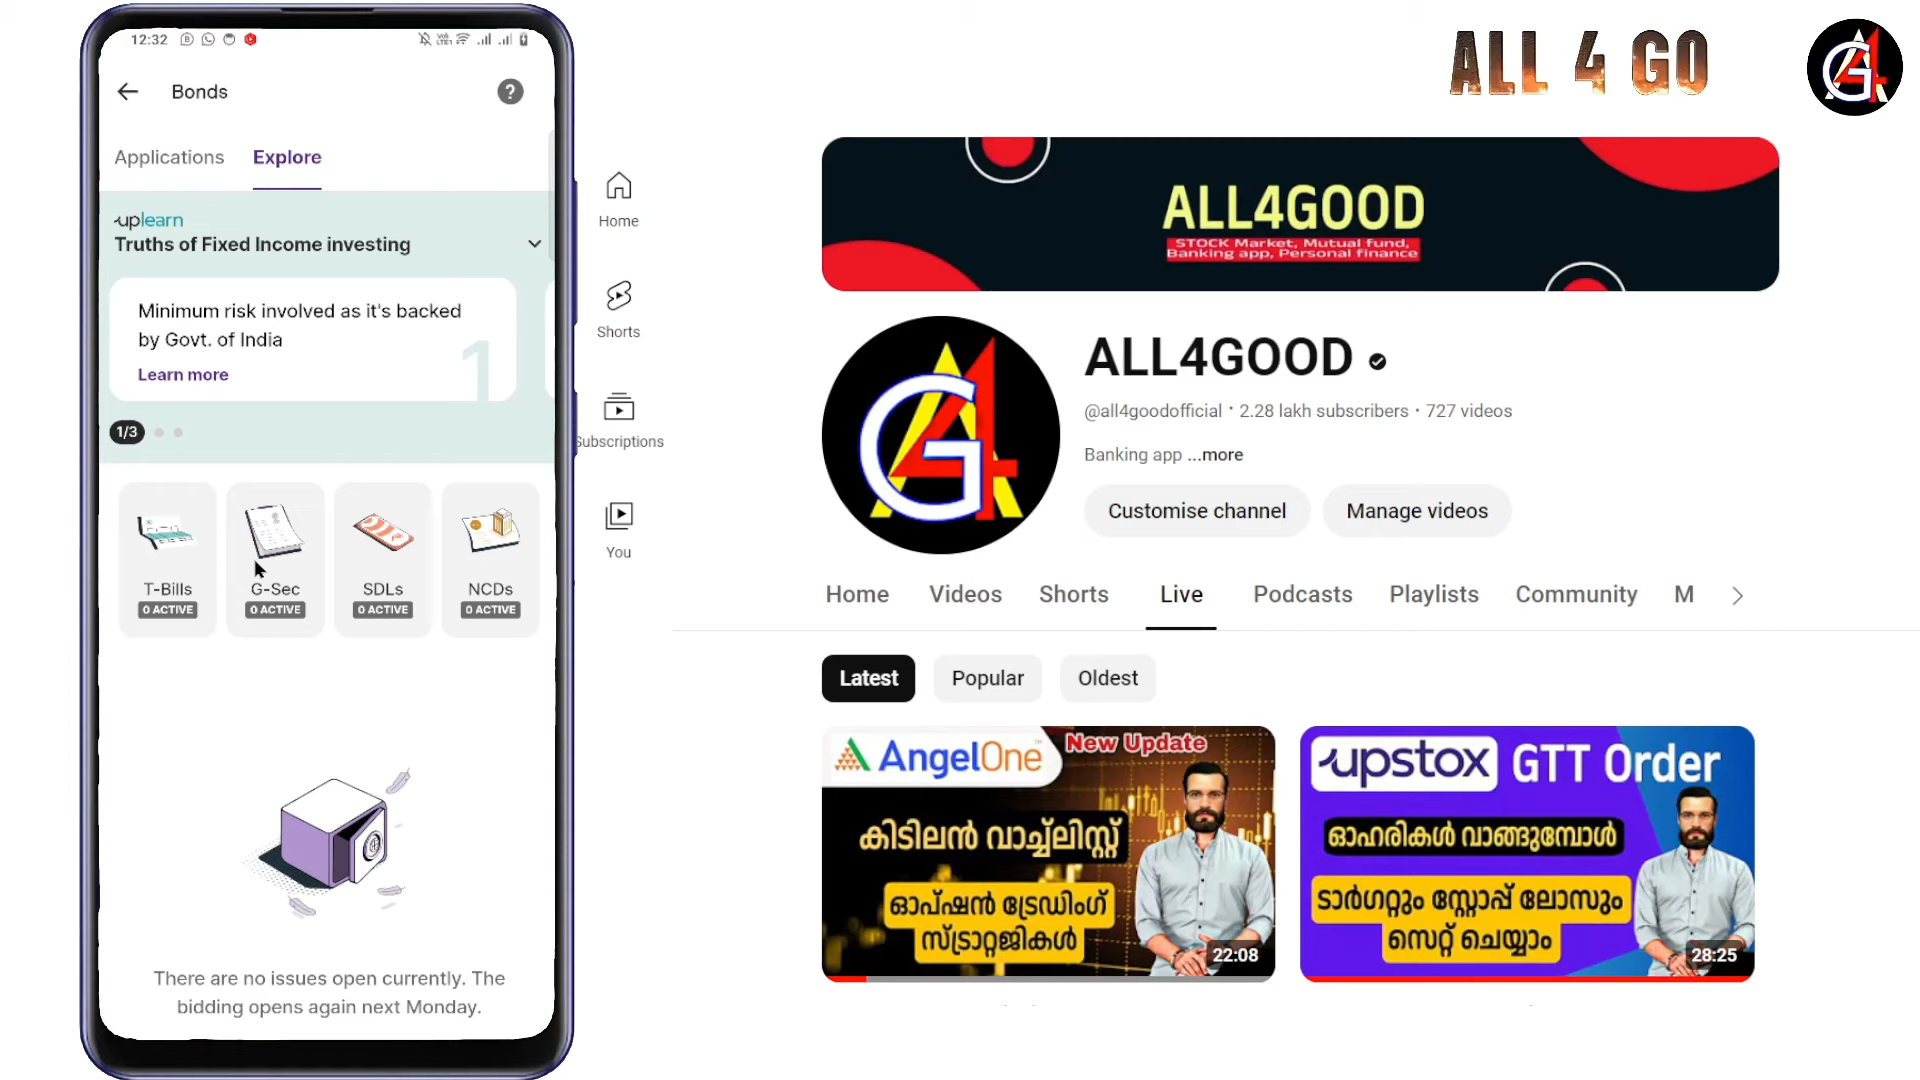 12:32
Bonds
?
Applications
Explore
uplearn
Truths of Fixed Income investing
Minimum risk involved as it's backed
by Govt. of India
1
Learn more
1/3
T-Bills
0 ACTIVE
G-Sec
0 ACTIVE
SDLs
0 ACTIVE
NCDs
0 ACTIVE
There are no issues open currently. The
bidding opens again next Monday.
Home
Shorts
Subscriptions
You
ALL 4 GO
ALL4GOOD
STOCK Market, Mutual fund,
Banking app, Personal finance
ALL4GOOD
@all4goodofficial • 2.28 lakh subscribers • 727 videos
Banking app ...more
Customise channel
Manage videos
Home
Videos
Shorts
Live
Podcasts
Playlists
Community
M
Latest
Popular
Oldest
AngelOne
New Update
കിടിലൻ വാച്ച്‌ലിസ്റ്റ്
ഓപ്ഷൻ ട്രേഡിംഗ്
സ്ട്രാറ്റജികൾ
22:08
upstox GTT Order
ഓഹരികൾ വാങ്ങുമ്പോൾ
ടാർഗറ്റും സ്റ്റോപ്പ് ലോസും
സെറ്റ് ചെയ്യാം
28:25